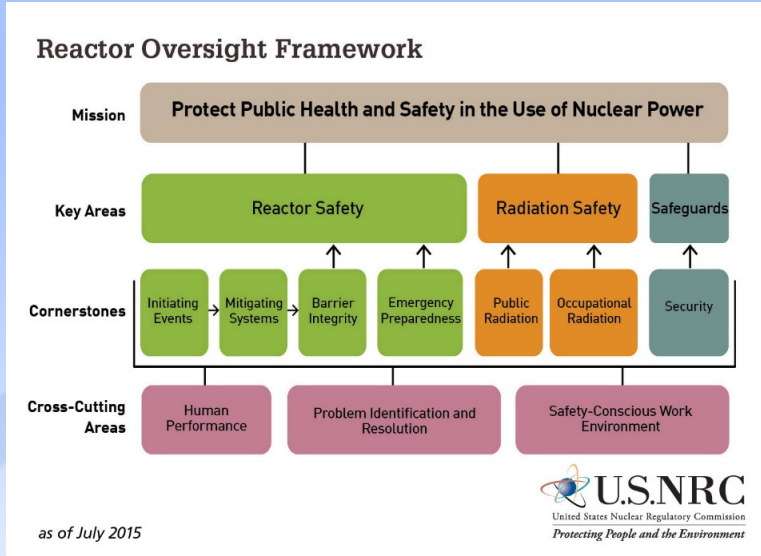 Reactor Oversight Framework
Mission
Protect Public Health and Safety in the Use of Nuclear Power
Key Areas
Reactor Safety
Radiation Safety
Safeguards
Cornerstones
Initiating
Events
Mitigating
Systems
Barrier
Integrity
Emergency
Preparedness
Public
Radiation
Occupational
Radiation
Security
Cross-Cutting
Areas
Human
Performance
Problem Identification and
Resolution
Safety-Conscious Work
Environment
as of July 2015
U.S.NRC
United States Nuclear Regulatory Commission
Protecting People and the Environment